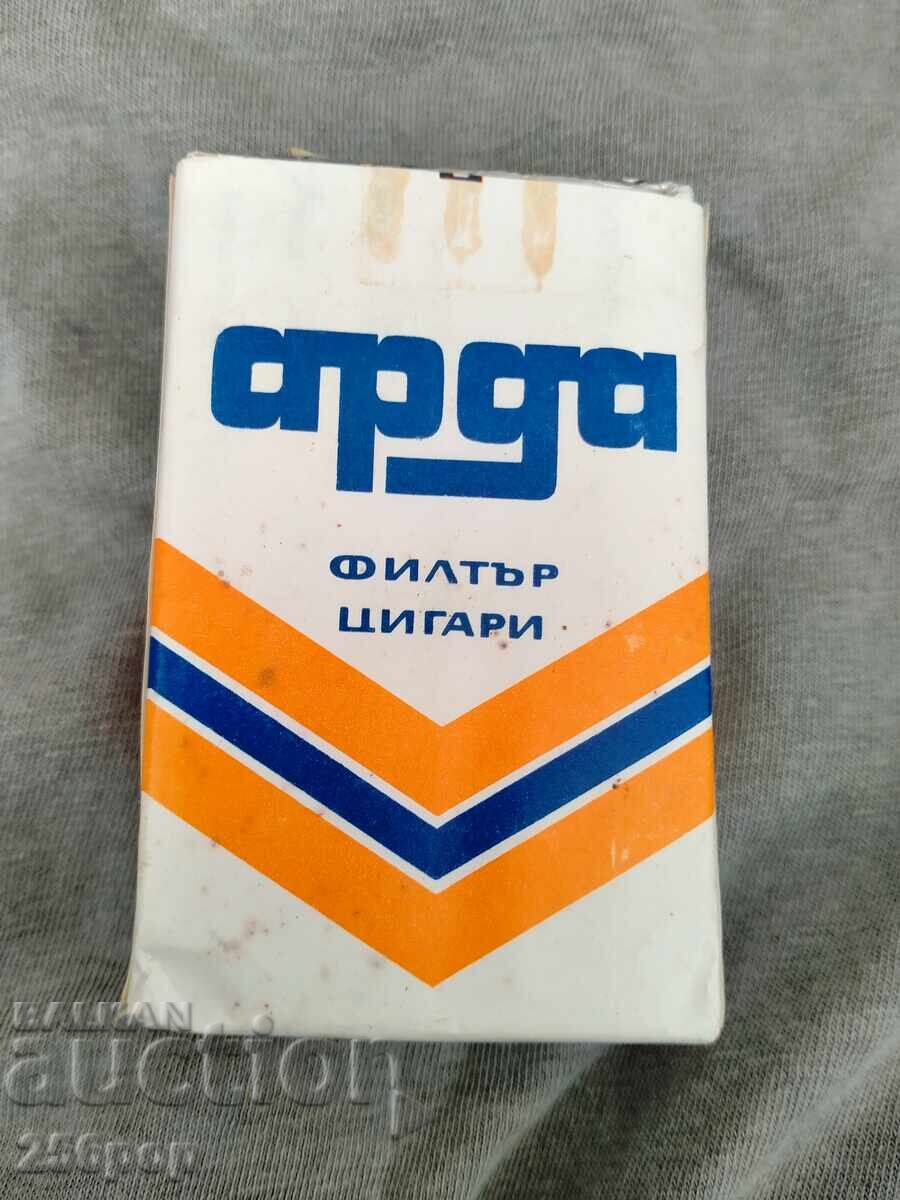 арда
ФИЛТЪР
ЦИГАРИ
BALKAN
auction
256pop